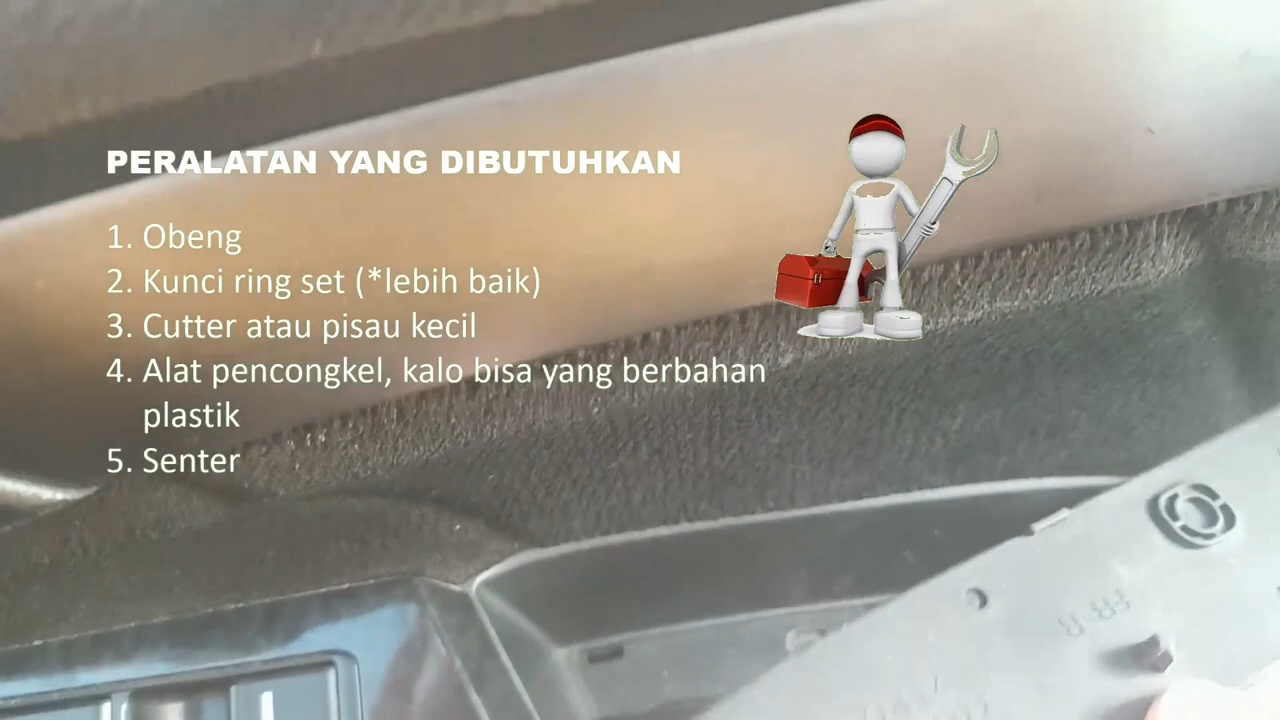 PERALATAN YANG DIBUTUHKAN
1. Obeng
2. Kunci ring set (*lebih baik)
3. Cutter atau pisau kecil
4. Alat pencongkel, kalo bisa yang berbahan
plastik
5. Senter